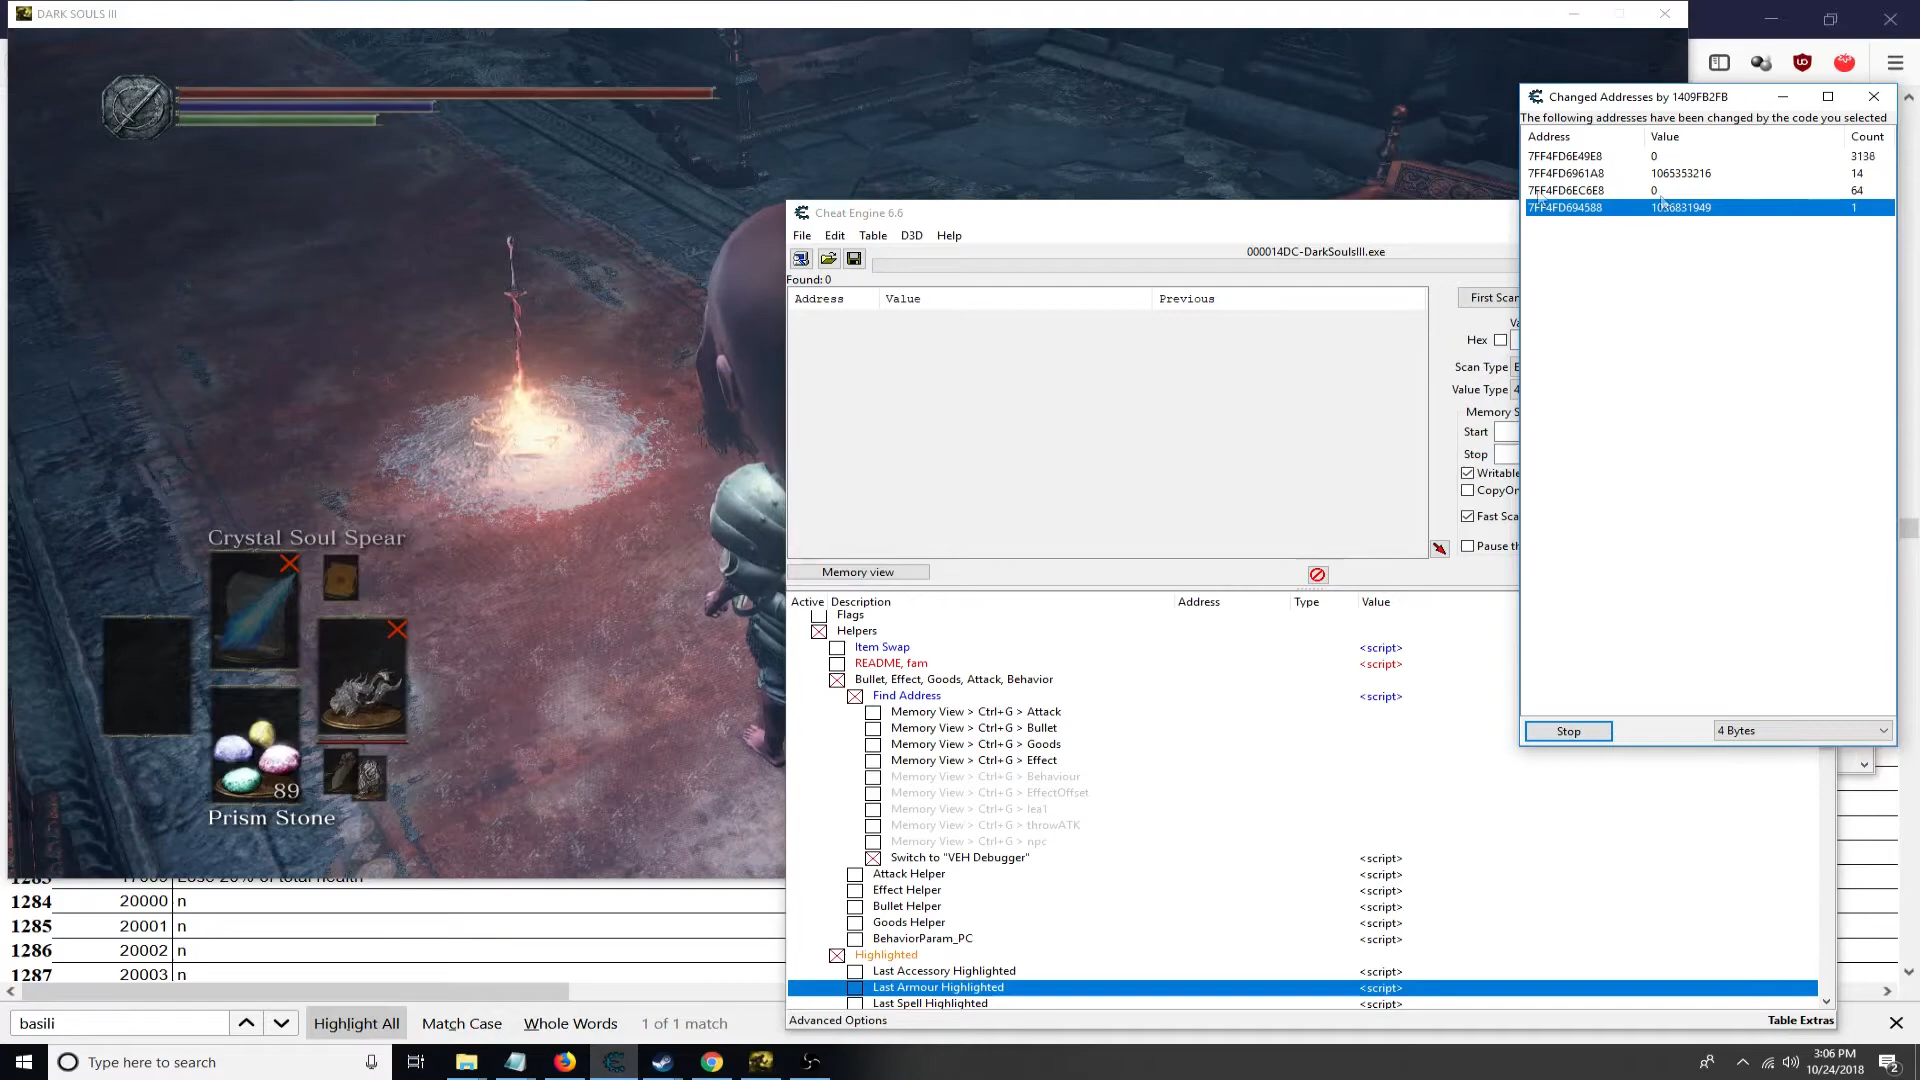 DARK SOULS III
Changed Addresses by 1409FB2FB
The following addresses have been changed by the code you selected
Address Value Count
7FF4FD6E49E8 0 3138
7FF4FD6961A8 1065353216 14
7FF4FD6EC6E8 0 64
7FF4FD694588 1036831949 1
Stop
4 Bytes
Cheat Engine 6.6
File Edit Table D3D Help
000014DC-DarkSoulsIII.exe
Found: 0
Address Value Previous
First Scan
Hex
Scan Type
Value Type 4
Start
Stop
Writable
Memory view
Active Description Address Type Value
Flags
Helpers
Item Swap <script>
README, fam <script>
Bullet, Effect, Goods, Attack, Behavior
Find Address <script>
Memory View > Ctrl+G > Attack
Memory View > Ctrl+G > Bullet
Memory View > Ctrl+G > Goods
Memory View > Ctrl+G > Effect
Memory View > Ctrl+G > Behaviour
Memory View > Ctrl+G > EffectOffset
Memory View > Ctrl+G > lea1
Memory View > Ctrl+G > throwATK
Memory View > Ctrl+G > npc
Switch to "VEH Debugger" <script>
Attack Helper <script>
Effect Helper <script>
Bullet Helper <script>
Goods Helper <script>
BehaviorParam_PC <script>
Highlighted
Last Accessory Highlighted <script>
Last Armour Highlighted <script>
Last Spell Highlighted <script>
Advanced Options Table Extras
Crystal Soul Spear
89
Prism Stone
1284 20000 n
1285 20001 n
1286 20002 n
1287 20003 n
basili Highlight All Match Case Whole Words 1 of 1 match
Type here to search
3:06 PM
10/24/2018
2